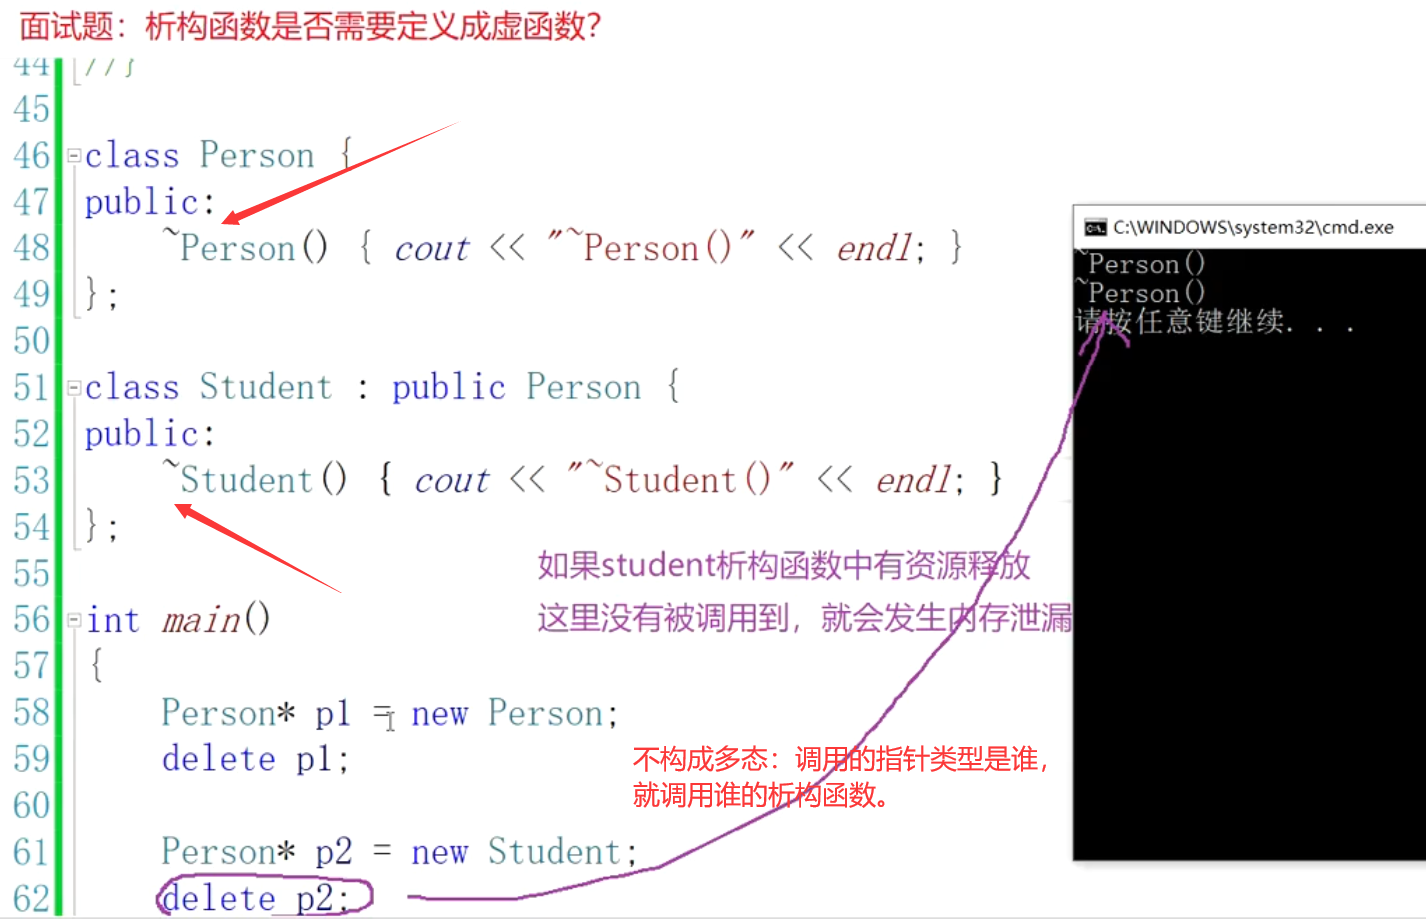 面试题：析构函数是否需要定义成虚函数？
44 //}
45
46 class Person {
47 public:
48 ~Person() { cout << "~Person()" << endl; }
49 };
50
51 class Student : public Person {
52 public:
53 ~Student() { cout << "~Student()" << endl; }
54 };
55
如果student析构函数中有资源释放
56 int main()
这里没有被调用到，就会发生内存泄漏
57 {
58 Person* p1 = new Person;
59 delete p1;
不构成多态：调用的指针类型是谁，
就调用谁的析构函数。
60
61 Person* p2 = new Student;
62 delete p2;
C:\WINDOWS\system32\cmd.exe
~Person()
~Person()
请按任意键继续. . .